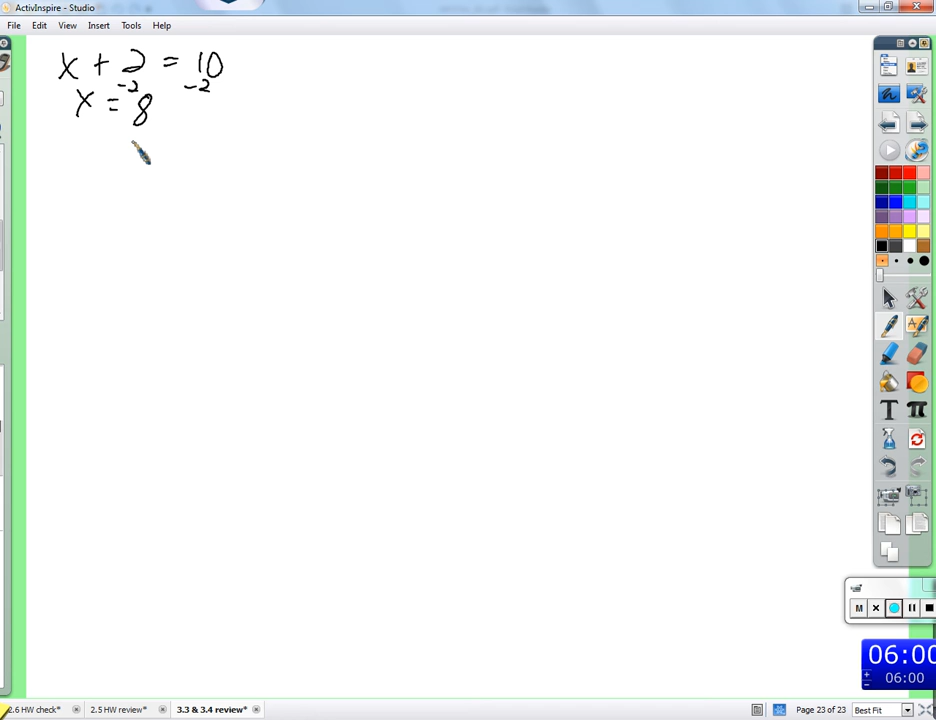 ActivInspire - Studio
File Edit View Insert Tools Help
x + 2 = 10
-2 -2
x = 8
M
06:00
06:00
2.6 HW check* 2.5 HW review* 3.3 & 3.4 review* Page 23 of 23 Best Fit